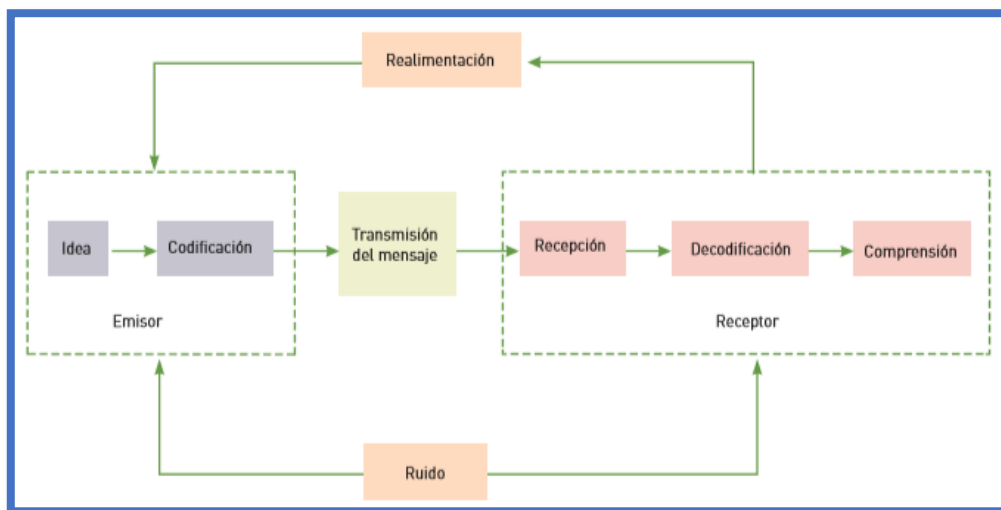 Realimentación
Idea
Codificación
Emisor
Transmisión
del mensaje
Recepción
Decodificación
Comprensión
Receptor
Ruido